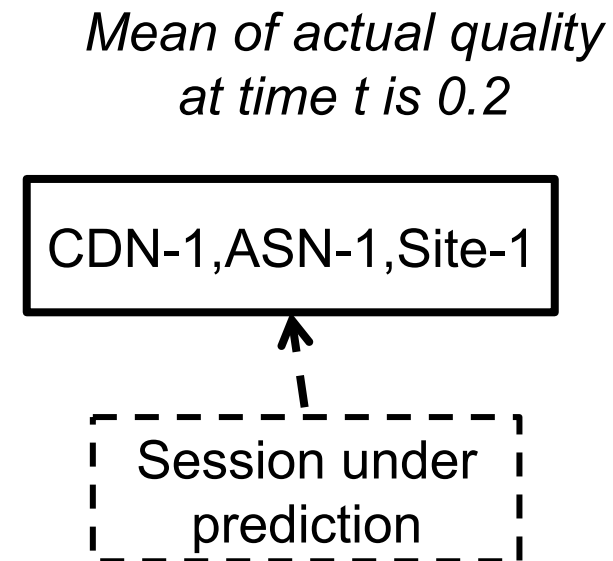 Mean of actual quality
at time t is 0.2
CDN-1,ASN-1,Site-1
Session under
prediction